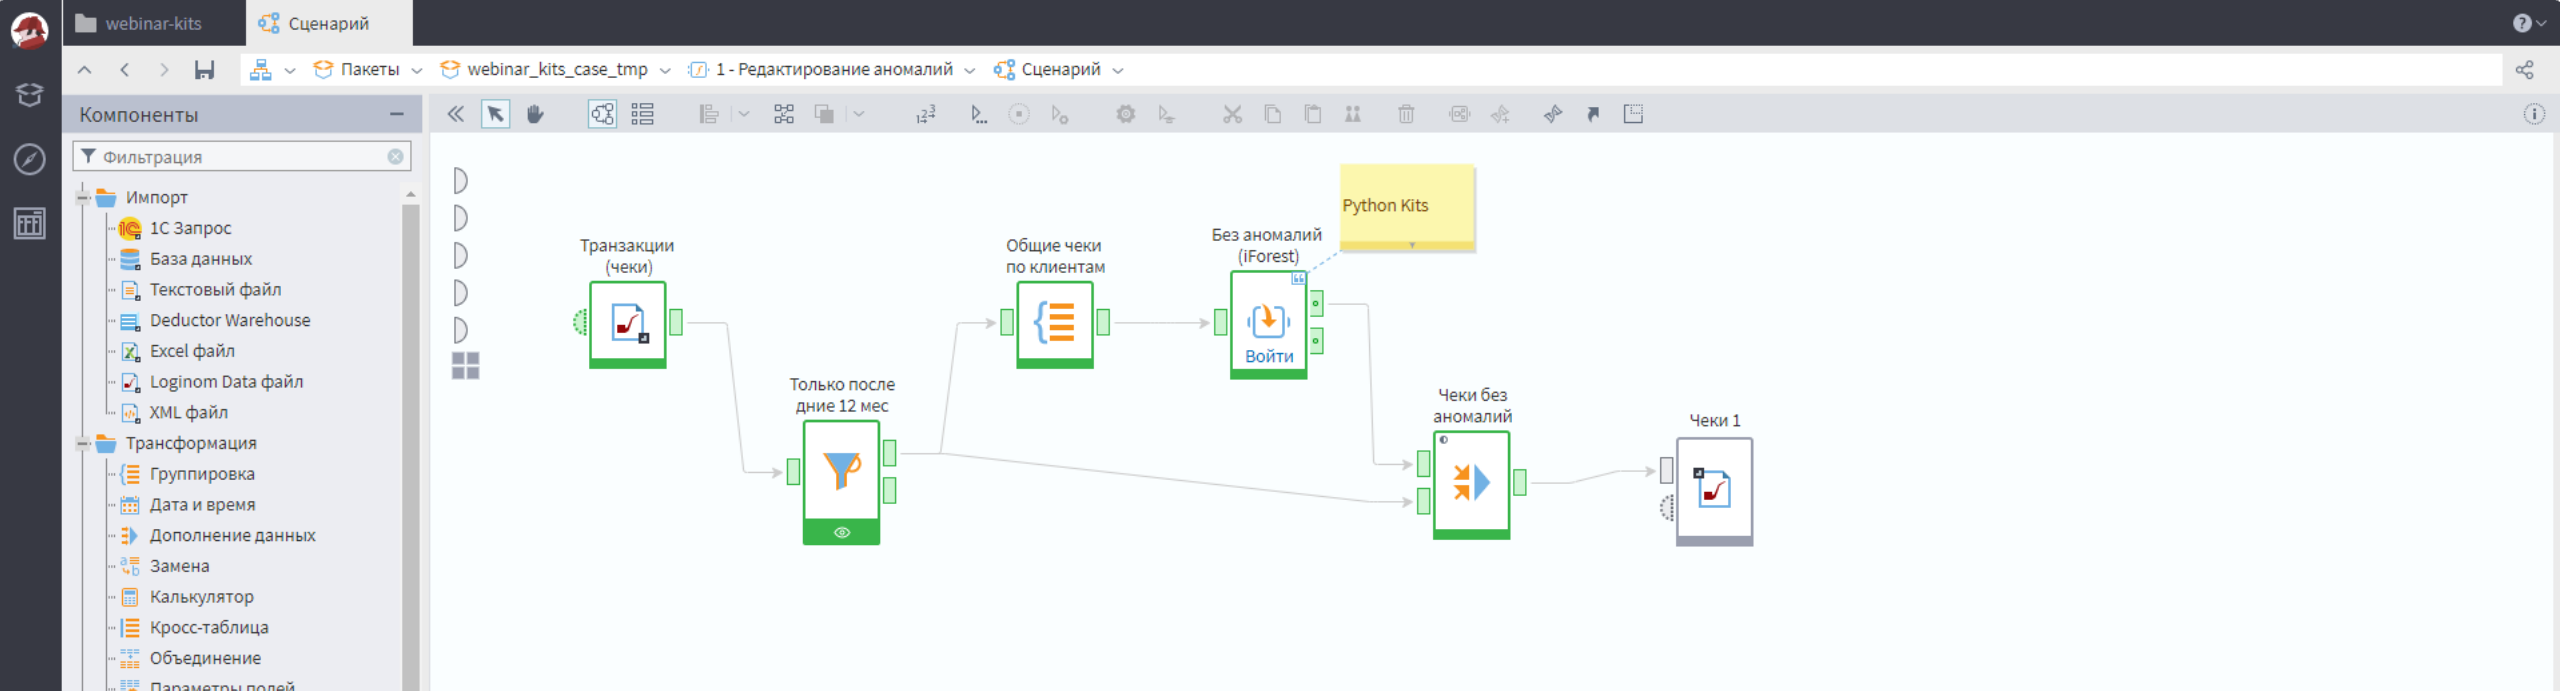 webinar-kits
Сценарий
Пакеты
webinar_kits_case_tmp
1 - Редактирование аномалий
Сценарий
Компоненты
Фильтрация
Импорт
1С Запрос
База данных
Текстовый файл
Deductor Warehouse
Excel файл
Loginom Data файл
XML файл
Трансформация
Группировка
Дата и время
Дополнение данных
Замена
Калькулятор
Кросс-таблица
Объединение
Параметры полей
Транзакции
(чеки)
Только после
дние 12 мес
Общие чеки
по клиентам
Без аномалий
(iForest)
Войти
Python Kits
Чеки без
аномалий
Чеки 1